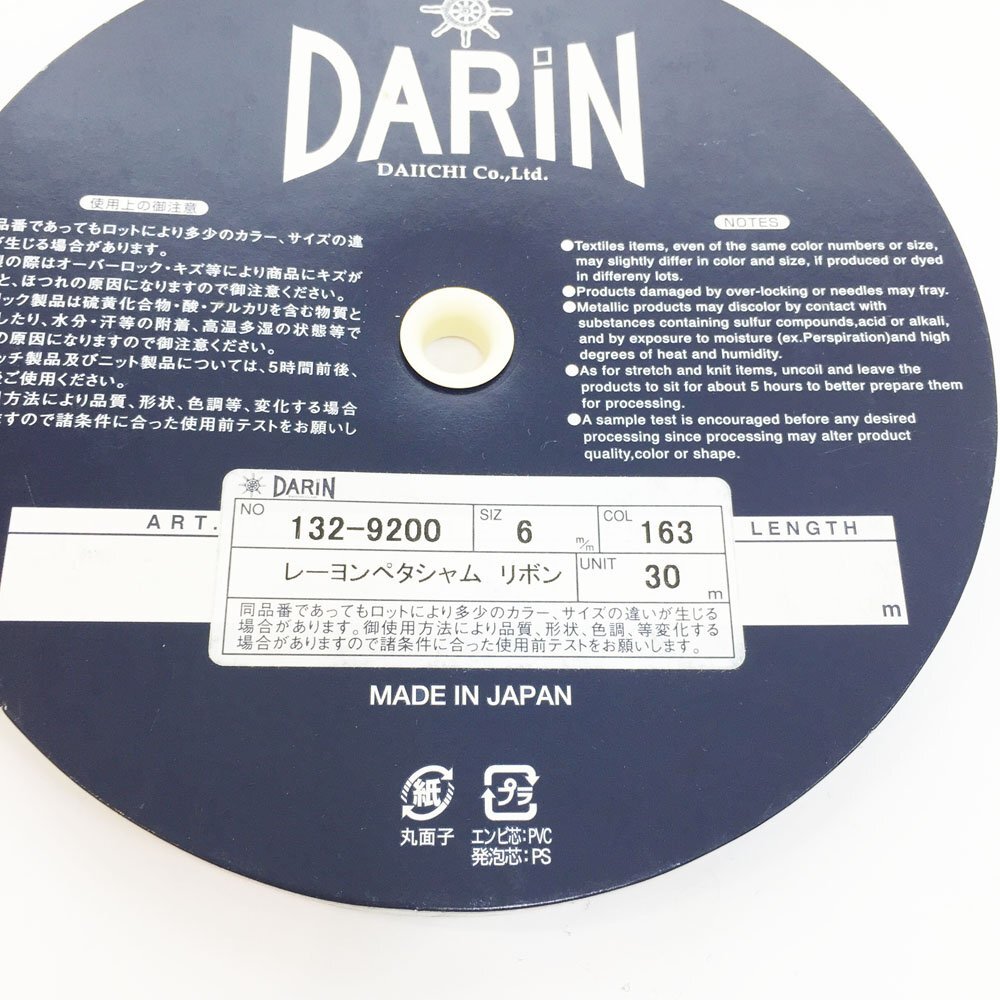 DARiN
DAIICHI Co.,Ltd.
使用上の御注意
品番であってもロットにより多少のカラー、サイズの違
が生じる場合があります。
の際はオーバーロック・キズ等により商品にキズが
と、ほつれの原因になりますので御注意ください。
ック製品は硫黄化合物・酸・アルカリを含む物質と
したり、水分・汗等の附着、高温多湿の状態等で
の原因になりますので御注意ください。
ッチ製品及びニット製品については、5時間前後、
ご使用ください。
方法により品質、形状、色調等、変化する場合
ますので諸条件に合った使用前テストをお願いし
NOTES
●Textiles items, even of the same color numbers or size,
may slightly differ in color and size, if produced or dyed
in differeny lots.
●Products damaged by over-locking or needles may fray.
●Metallic products may discolor by contact with
substances containing sulfur compounds,acid or alkali,
and by exposure to moisture (ex.Perspiration)and high
degrees of heat and humidity.
●As for stretch and knit items, uncoil and leave the
products to sit for about 5 hours to better prepare them
for processing.
●A sample test is encouraged before any desired
processing since processing may alter product
quality,color or shape.
ART.
LENGTH
m
DARiN
NO 132-9200 SIZ 6 m/m COL 163
レーヨンペタシャム リボン UNIT 30 m
同品番であってもロットにより多少のカラー、サイズの違いが生じる
場合があります。御使用方法により品質、形状、色調、等変化する
場合がありますので諸条件に合った使用前テストをお願いします。
MADE IN JAPAN
紙 プラ
丸面子 エンビ芯:PVC
発泡芯:PS